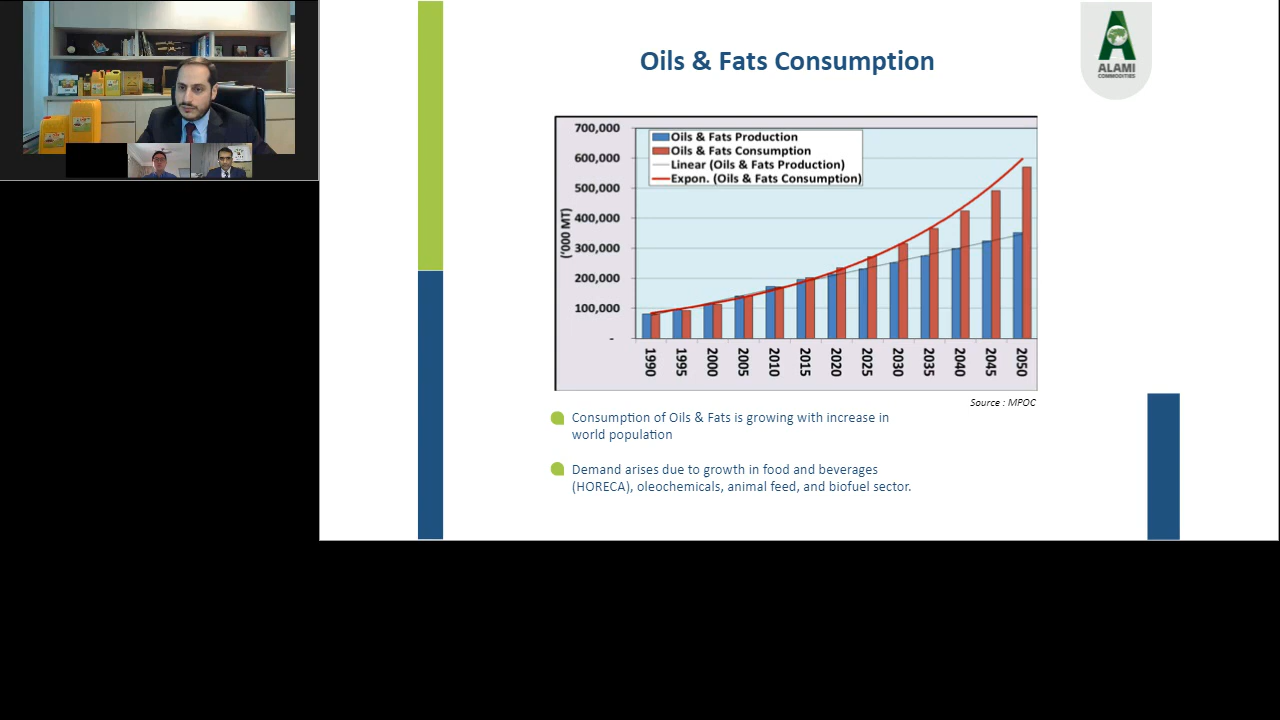 Oils & Fats Consumption
ALAMI
COMMODITIES
700,000
600,000
500,000
400,000
300,000
200,000
100,000
-
('000 MT)
Oils & Fats Production
Oils & Fats Consumption
Linear (Oils & Fats Production)
Expon. (Oils & Fats Consumption)
1990
1995
2000
2005
2010
2015
2020
2025
2030
2035
2040
2045
2050
Source : MPOC
Consumption of Oils & Fats is growing with increase in
world population
Demand arises due to growth in food and beverages
(HORECA), oleochemicals, animal feed, and biofuel sector.